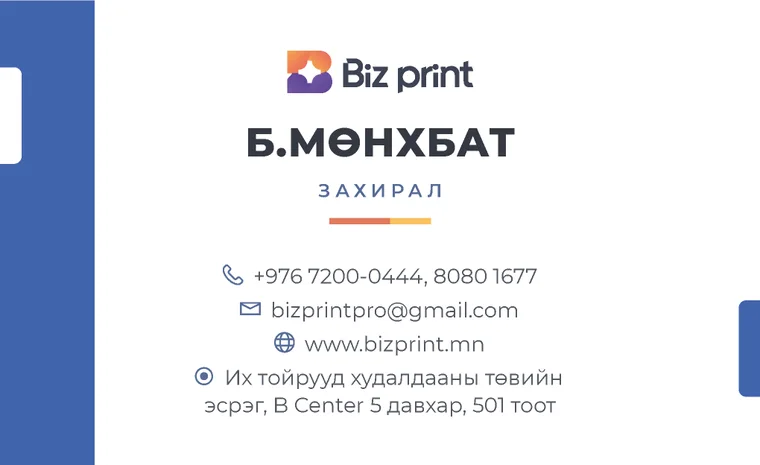 Biz print
Б.МӨНХБАТ
ЗАХИРАЛ
+976 7200-0444, 8080 1677
bizprintpro@gmail.com
www.bizprint.mn
Их тойрууд худалдааны төвийн
эсрэг, B Center 5 давхар, 501 тоот